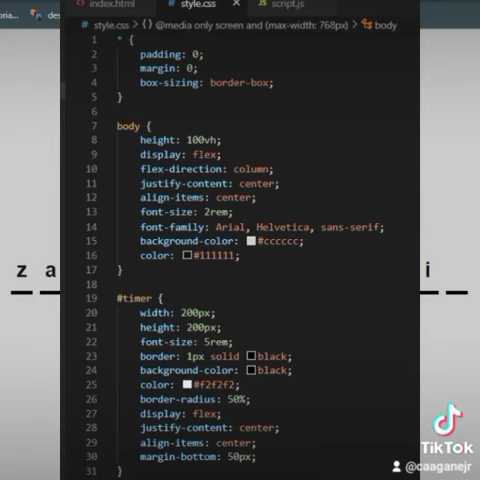 index.html
style.css
script.js
oria...
des
style.css > {} @media only screen and (max-width: 768px) > body
1 * {
2 padding: 0;
3 margin: 0;
4 box-sizing: border-box;
5 }
6
7 body {
8 height: 100vh;
9 display: flex;
10 flex-direction: column;
11 justify-content: center;
12 align-items: center;
13 font-size: 2rem;
14 font-family: Arial, Helvetica, sans-serif;
15 background-color: #cccccc;
16 color: #111111;
17 }
18
19 #timer {
20 width: 200px;
21 height: 200px;
22 font-size: 5rem;
23 border: 1px solid black;
24 background-color: black;
25 color: #f2f2f2;
26 border-radius: 50%;
27 display: flex;
28 justify-content: center;
29 align-items: center;
30 margin-bottom: 50px;
31 }
z a
i
TikTok
@caaganejr